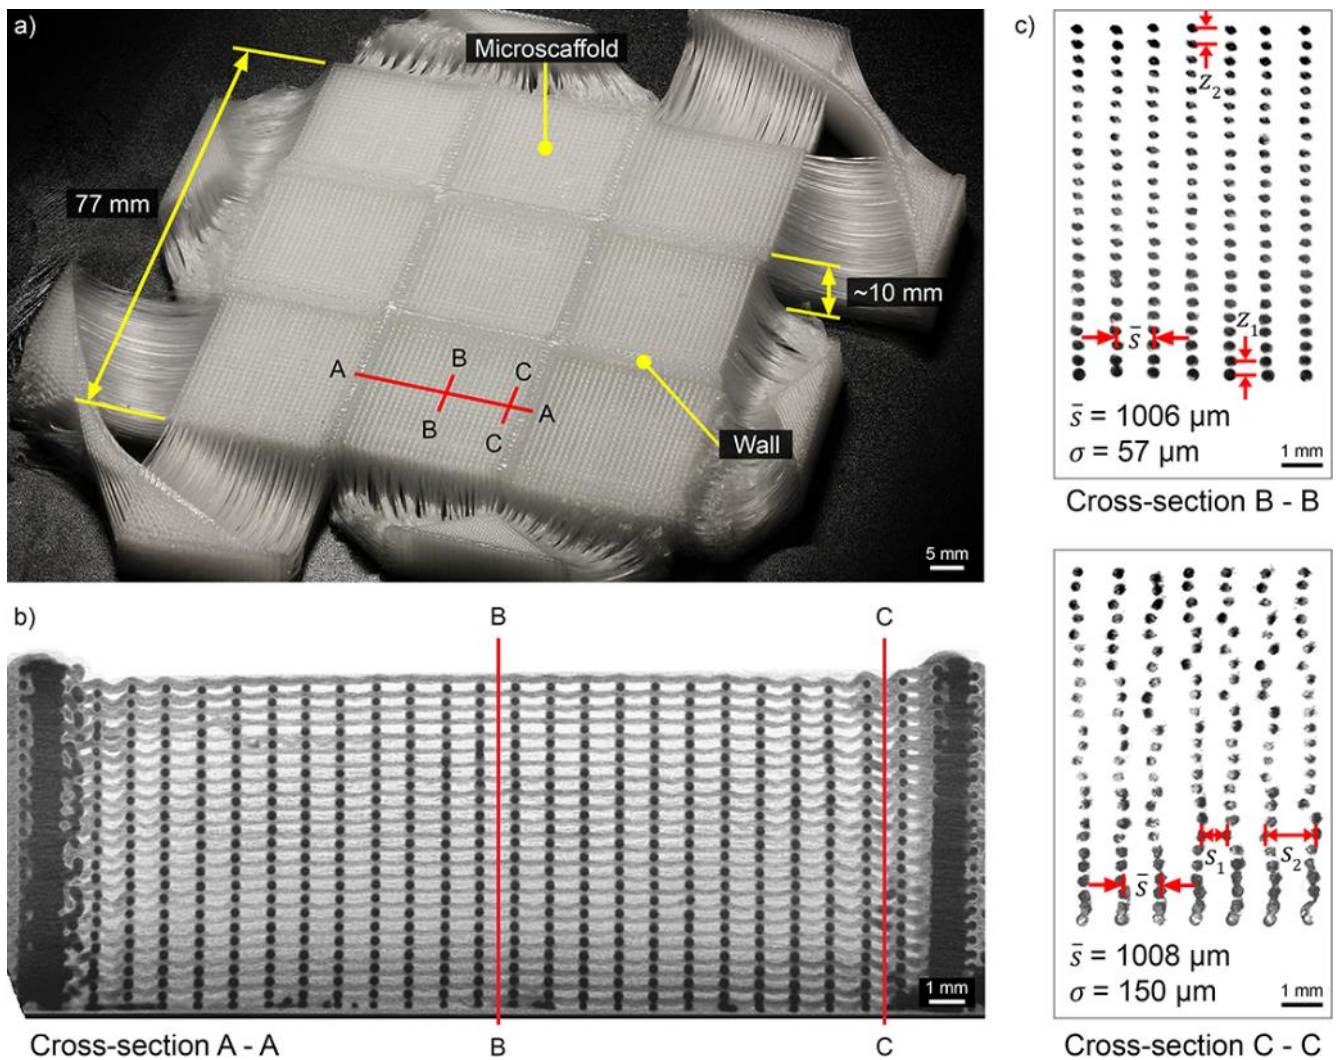 a)
Microscaffold
77 mm
~10 mm
A
B
C
B
C
A
Wall
5 mm
b)
B
C
1 mm
Cross-section A - A
B
C
c)
z₂
z₁
s̄
s̄ = 1006 µm
σ = 57 µm
1 mm
Cross-section B - B
s₁
s₂
s̄
s̄ = 1008 µm
σ = 150 µm
1 mm
Cross-section C - C